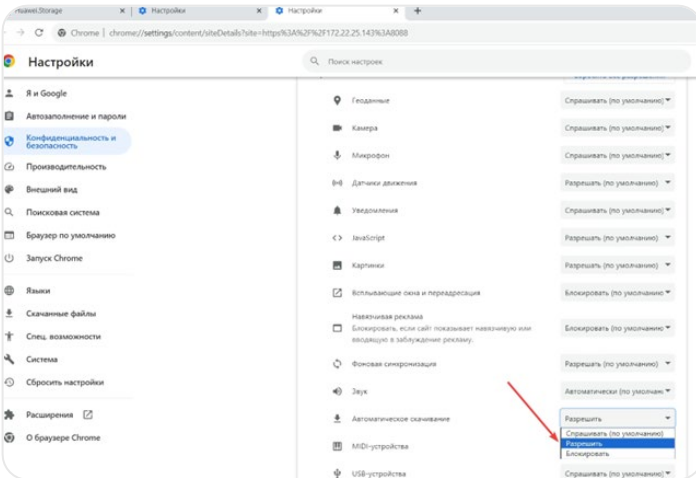 Huawei Storage
Настройки
Настройки
Chrome | chrome://settings/content/siteDetails?site=https%3A%2F%2F172.22.25.143%3A8088
Настройки
Поиск настроек
Я и Google
Автозаполнение и пароли
Конфиденциальность и
безопасность
Производительность
Внешний вид
Поисковая система
Браузер по умолчанию
Запуск Chrome
Языки
Скачанные файлы
Спец. возможности
Система
Сбросить настройки
Расширения
О браузере Chrome
Геоданные
Спрашивать (по умолчанию)
Камера
Спрашивать (по умолчанию)
Микрофон
Спрашивать (по умолчанию)
Датчики движения
Разрешать (по умолчанию)
Уведомления
Спрашивать (по умолчанию)
JavaScript
Разрешать (по умолчанию)
Картинки
Разрешать (по умолчанию)
Всплывающие окна и переадресация
Блокировать (по умолчанию)
Навязчивая реклама
Блокировать, если сайт показывает навязчивую или
вводящую в заблуждение рекламу.
Блокировать (по умолчанию)
Фоновая синхронизация
Разрешать (по умолчанию)
Звук
Автоматически (по умолчани
Автоматическое скачивание
Разрешить
Спрашивать (по умолчанию)
Разрешить
Блокировать
MIDI-устройства
USB-устройства
Спрашивать (по умолчанию)